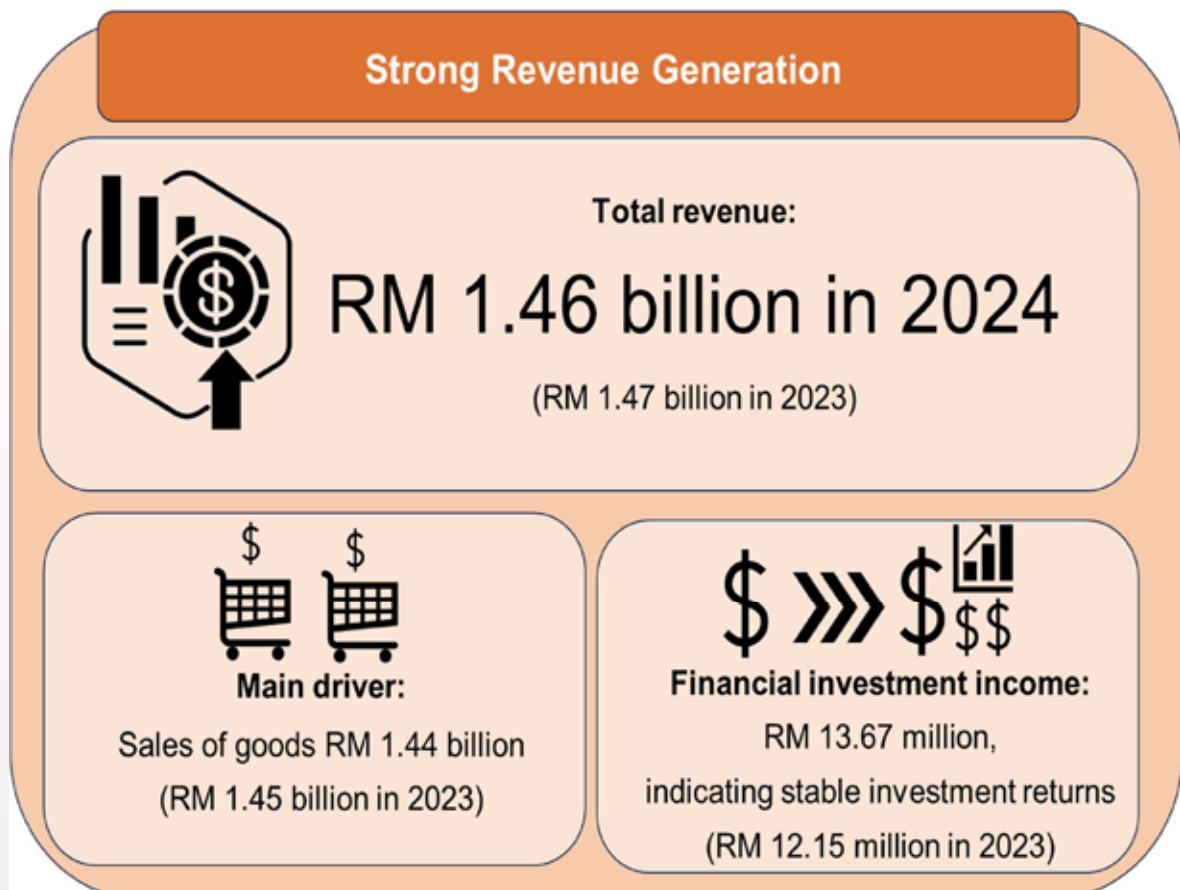 Strong Revenue Generation
Total revenue:
RM 1.46 billion in 2024
(RM 1.47 billion in 2023)
Main driver:
Sales of goods RM 1.44 billion
(RM 1.45 billion in 2023)
Financial investment income:
RM 13.67 million,
indicating stable investment returns
(RM 12.15 million in 2023)